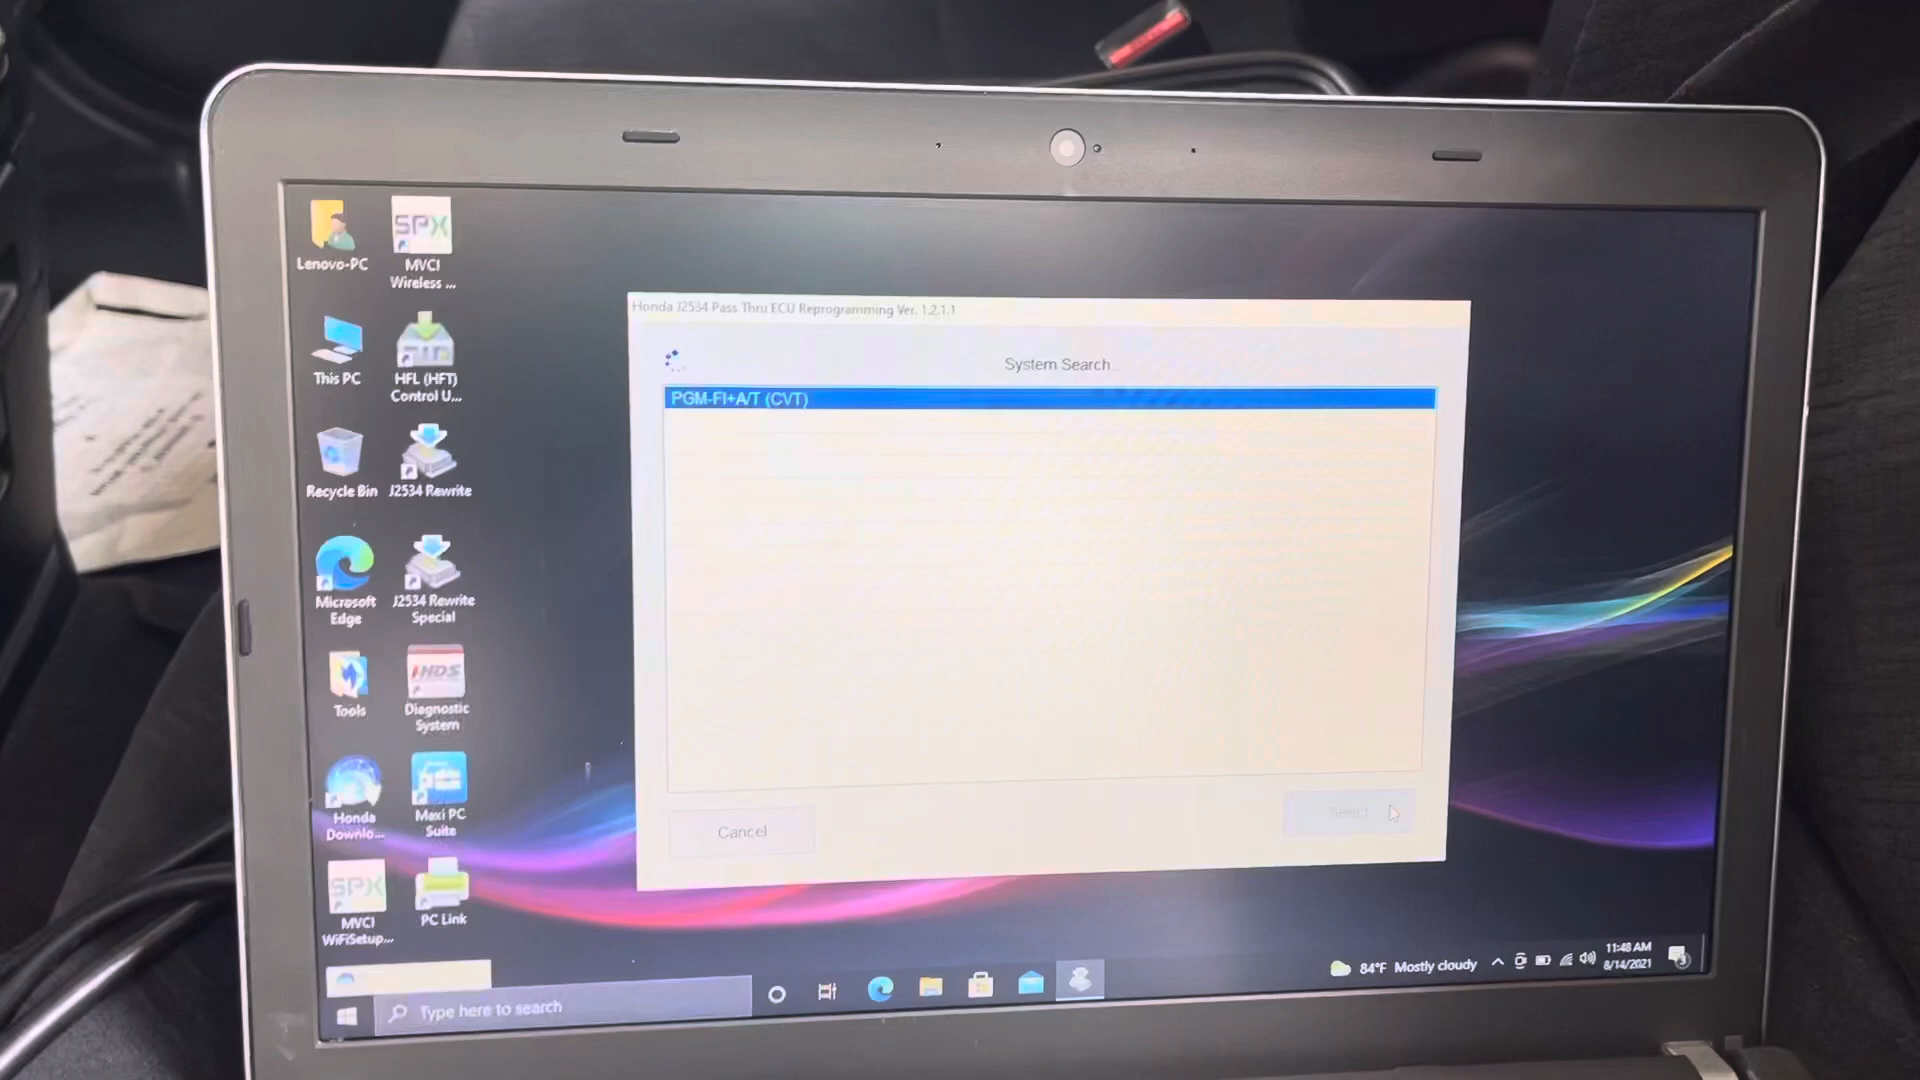 Lenovo-PC
SPX
MVCI
Wireless ...
This PC
HFL (HFT)
Control U...
Recycle Bin
J2534 Rewrite
Microsoft
Edge
J2534 Rewrite
Special
Tools
HDS
Diagnostic
System
Honda
Downlo...
Maxi PC
Suite
SPX
MVCI
WiFiSetup...
PC Link
Honda J2534 Pass Thru ECU Reprogramming Ver. 1.2.1.1
System Search
PGM-FI+A/T (CVT)
Cancel
Select
Type here to search
84°F Mostly cloudy
11:48 AM
8/14/2021
3